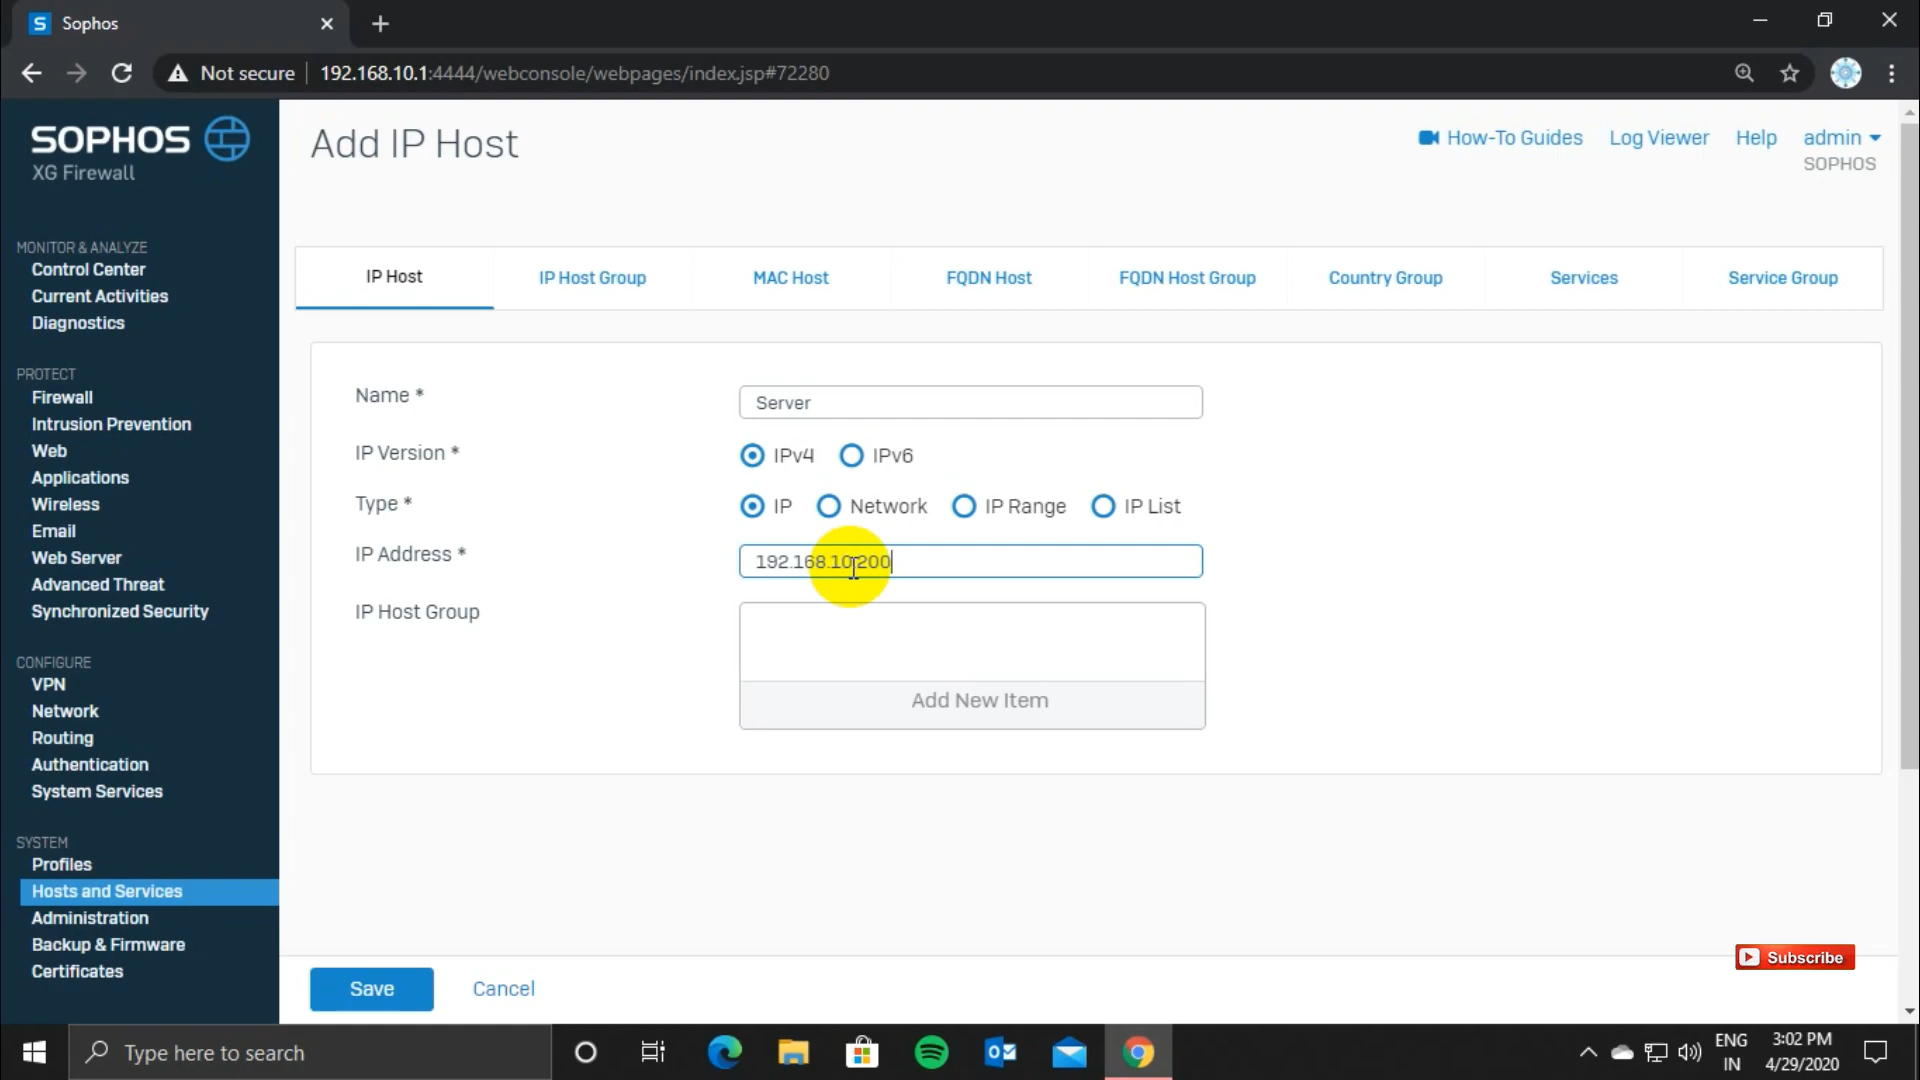 Sophos
Not secure 192.168.10.1:4444/webconsole/webpages/index.jsp#72280
SOPHOS
XG Firewall
Add IP Host
How-To Guides Log Viewer Help admin
SOPHOS
MONITOR & ANALYZE
Control Center
Current Activities
Diagnostics
PROTECT
Firewall
Intrusion Prevention
Web
Applications
Wireless
Email
Web Server
Advanced Threat
Synchronized Security
CONFIGURE
VPN
Network
Routing
Authentication
System Services
SYSTEM
Profiles
Hosts and Services
Administration
Backup & Firmware
Certificates
IP Host IP Host Group MAC Host FQDN Host FQDN Host Group Country Group Services Service Group
Name * Server
IP Version * IPv4 IPv6
Type * IP Network IP Range IP List
IP Address * 192.168.10.200
IP Host Group
Add New Item
Subscribe
Save Cancel
Type here to search
ENG
IN
3:02 PM
4/29/2020